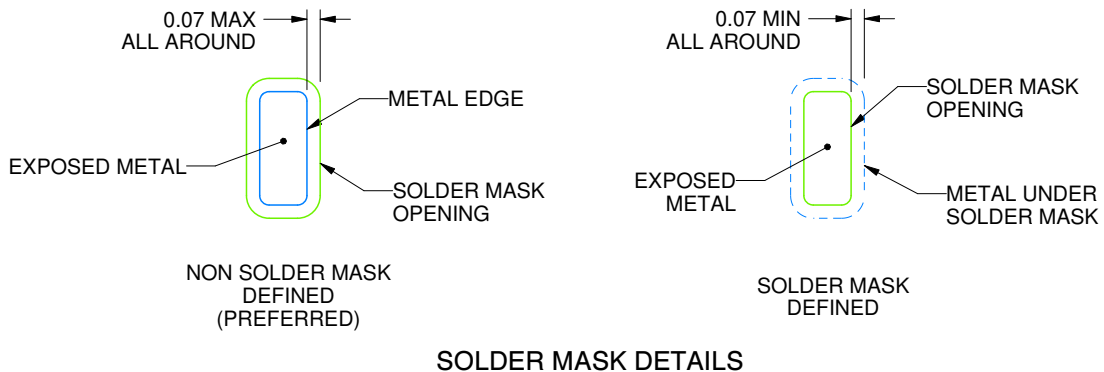 0.07 MAX
ALL AROUND
METAL EDGE
EXPOSED METAL
SOLDER MASK
OPENING
NON SOLDER MASK
DEFINED
(PREFERRED)
0.07 MIN
ALL AROUND
SOLDER MASK
OPENING
EXPOSED
METAL
METAL UNDER
SOLDER MASK
SOLDER MASK
DEFINED
SOLDER MASK DETAILS